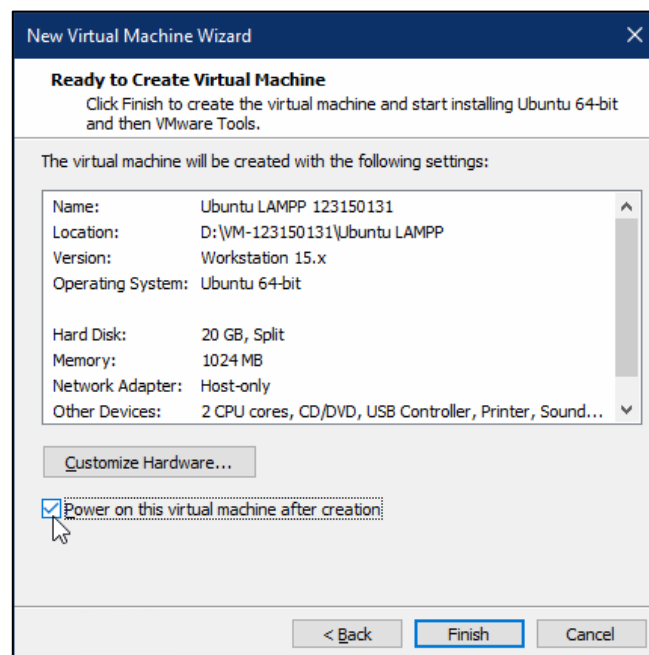 New Virtual Machine Wizard
Ready to Create Virtual Machine
Click Finish to create the virtual machine and start installing Ubuntu 64-bit
and then VMware Tools.
The virtual machine will be created with the following settings:
Name: Ubuntu LAMPP 123150131
Location: D:\VM-123150131\Ubuntu LAMPP
Version: Workstation 15.x
Operating System: Ubuntu 64-bit
Hard Disk: 20 GB, Split
Memory: 1024 MB
Network Adapter: Host-only
Other Devices: 2 CPU cores, CD/DVD, USB Controller, Printer, Sound...
Customize Hardware...
Power on this virtual machine after creation
< Back Finish Cancel